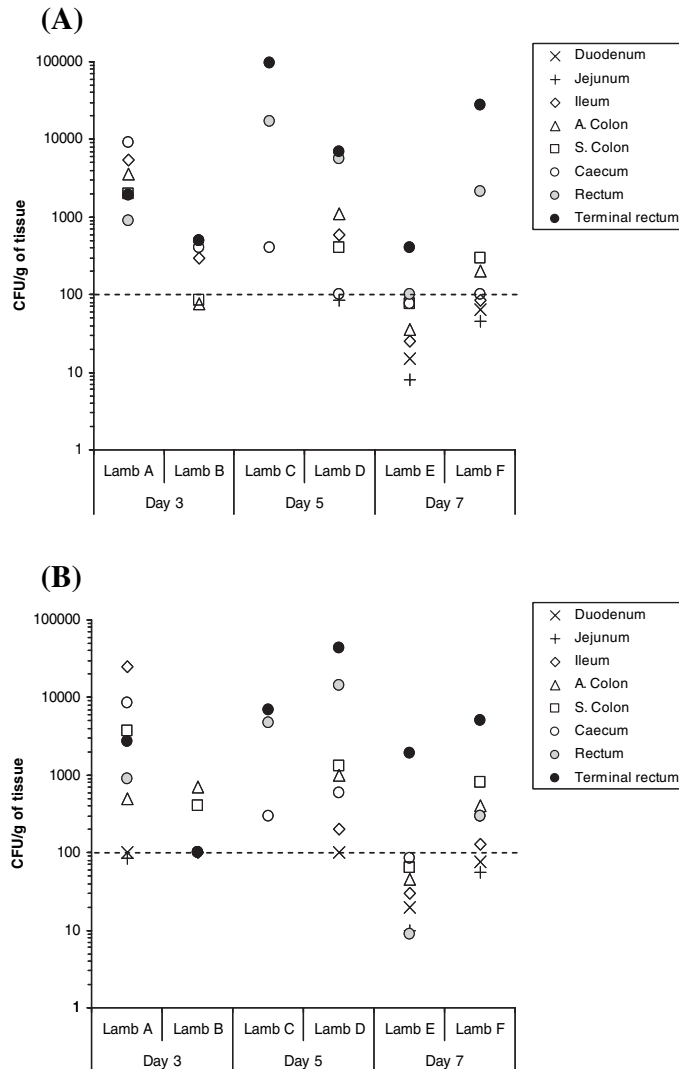 (A)
CFU/g of tissue
100000
10000
1000
100
10
1
Lamb A Lamb B Lamb C Lamb D Lamb E Lamb F
Day 3 Day 5 Day 7
Duodenum
Jejunum
Ileum
A. Colon
S. Colon
Caecum
Rectum
Terminal rectum
(B)
CFU/g of tissue
100000
10000
1000
100
10
1
Lamb A Lamb B Lamb C Lamb D Lamb E Lamb F
Day 3 Day 5 Day 7
Duodenum
Jejunum
Ileum
A. Colon
S. Colon
Caecum
Rectum
Terminal rectum